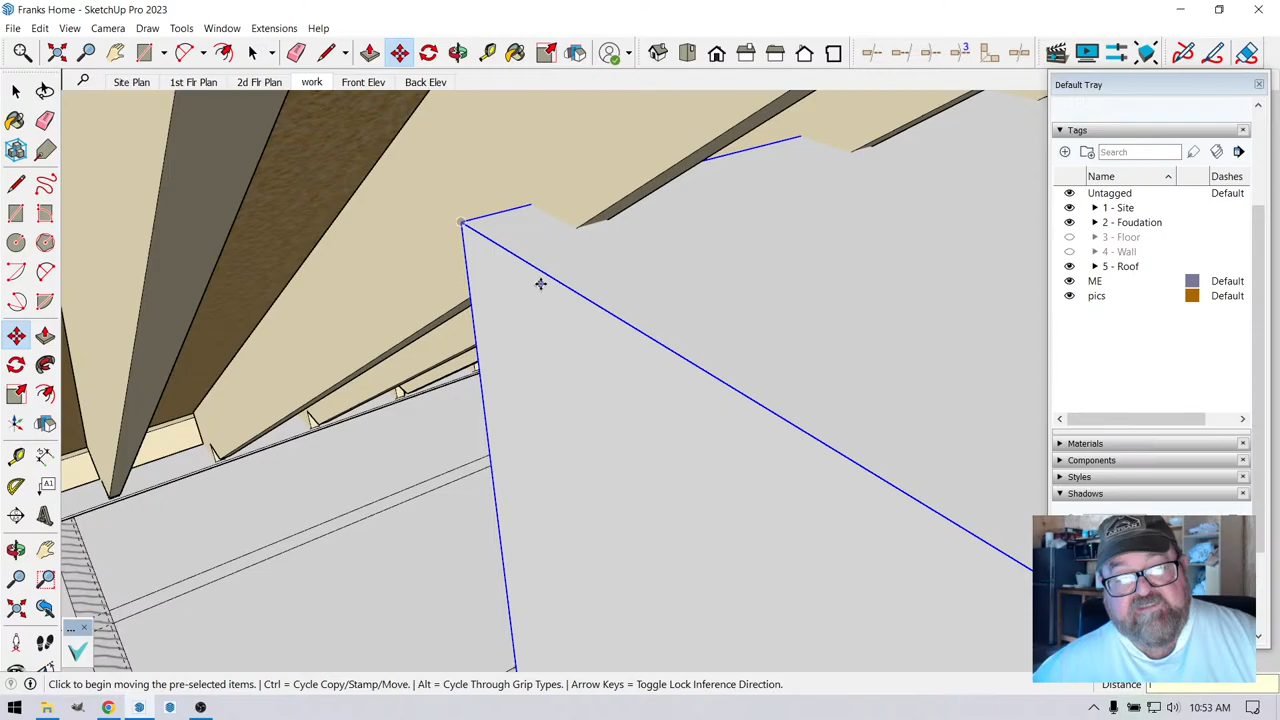 Franks Home - SketchUp Pro 2023
File Edit View Camera Draw Tools Window Extensions Help
3
Site Plan 1st Flr Plan 2d Flr Plan work Front Elev Back Elev
Default Tray
Tags
Search
Name Dashes
Untagged Default
1 - Site
2 - Foudation
3 - Floor
4 - Wall
5 - Roof
ME Default
pics Default
Materials
Components
Styles
Shadows
A1
...
Click to begin moving the pre-selected items. | Ctrl = Cycle Copy/Stamp/Move. | Alt = Cycle Through Grip Types. | Arrow Keys = Toggle Lock Inference Direction. Distance
10:53 AM